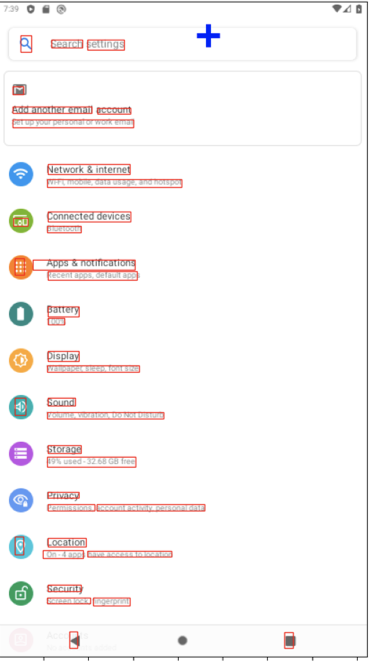 7:39
Search settings
Add another email account
Set up your personal or work email
Network & internet
Wi-Fi, mobile, data usage, and hotspot
Connected devices
Bluetooth
Apps & notifications
Recent apps, default apps
Battery
Display
Wallpaper, sleep, font size
Sound
Volume, vibration, Do Not Disturb
Storage
49% used - 32.68 GB free
Privacy
Permissions, account activity, personal data
Location
On - 4 apps have access to location
Security
Screen lock, fingerprint